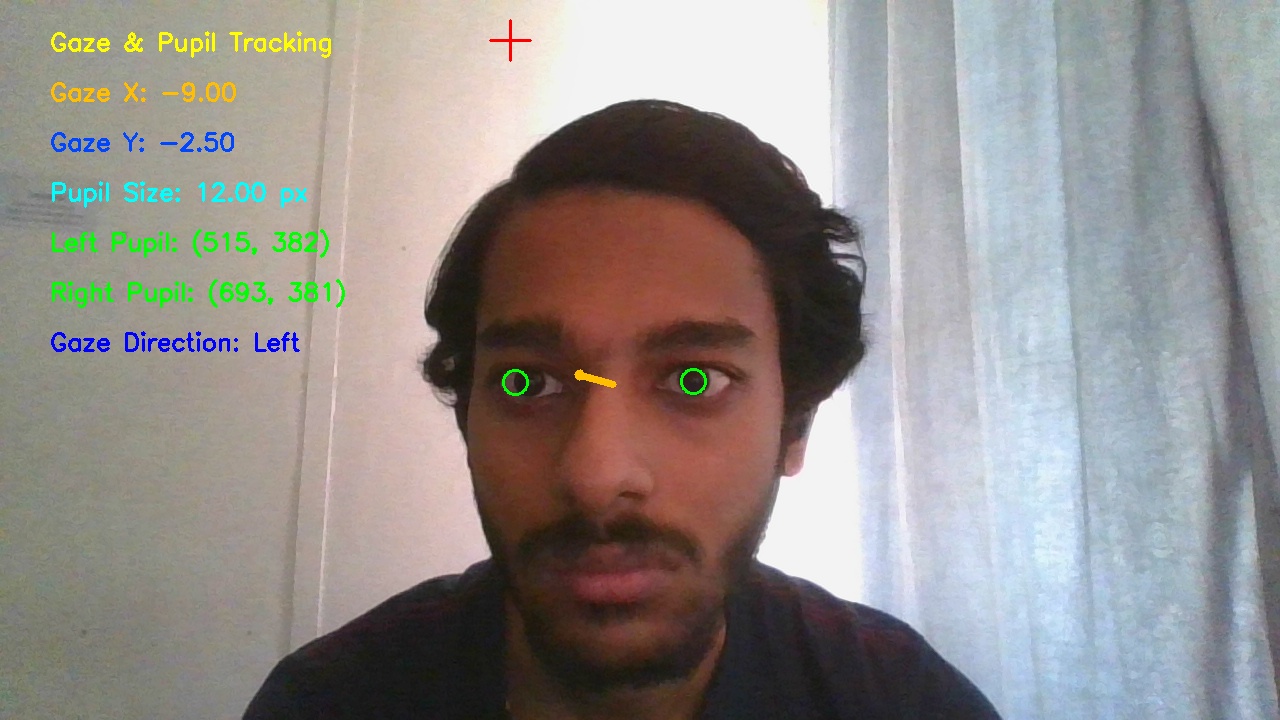 Gaze & Pupil Tracking
Gaze X: -9.00
Gaze Y: -2.50
Pupil Size: 12.00 px
Left Pupil: (515, 382)
Right Pupil: (693, 381)
Gaze Direction: Left